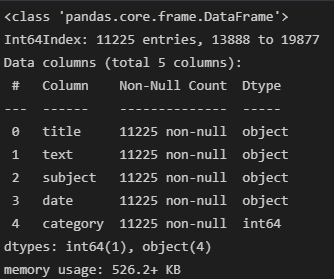 <class 'pandas.core.frame.DataFrame'>
Int64Index: 11225 entries, 13888 to 19877
Data columns (total 5 columns):
 #   Column    Non-Null Count  Dtype
---  ------    --------------  -----
 0   title     11225 non-null  object
 1   text      11225 non-null  object
 2   subject   11225 non-null  object
 3   date      11225 non-null  object
 4   category  11225 non-null  int64
dtypes: int64(1), object(4)
memory usage: 526.2+ KB